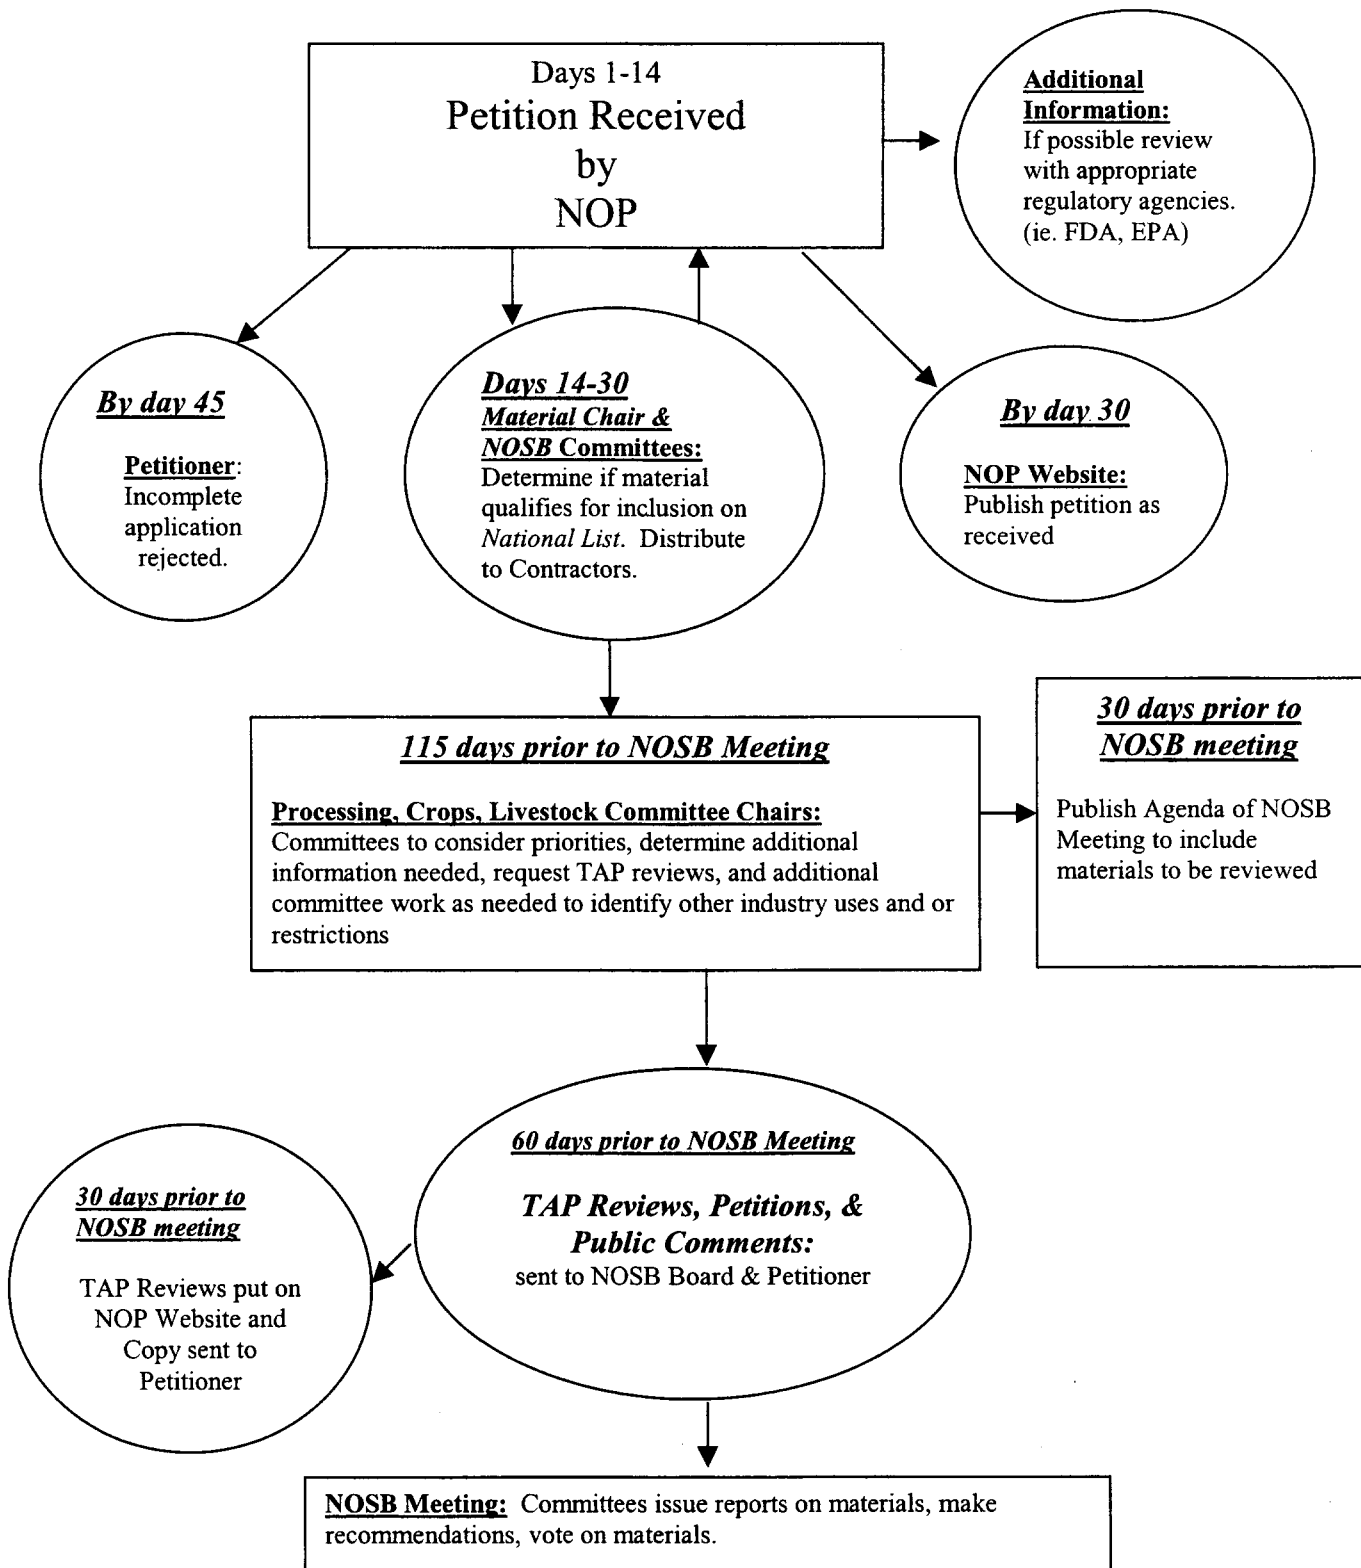 Days 1-14
Petition Received
by
NOP
Additional
Information:
If possible review
with appropriate
regulatory agencies.
(ie. FDA, EPA)
By day 45
Petitioner:
Incomplete
application
rejected.
Days 14-30
Material Chair &
NOSB Committees:
Determine if material
qualifies for inclusion on
National List. Distribute
to Contractors.
By day 30
NOP Website:
Publish petition as
received
115 days prior to NOSB Meeting
Processing, Crops, Livestock Committee Chairs:
Committees to consider priorities, determine additional
information needed, request TAP reviews, and additional
committee work as needed to identify other industry uses and or
restrictions
30 days prior to
NOSB meeting
Publish Agenda of NOSB
Meeting to include
materials to be reviewed
60 days prior to NOSB Meeting
TAP Reviews, Petitions, &
Public Comments:
sent to NOSB Board & Petitioner
30 days prior to
NOSB meeting
TAP Reviews put on
NOP Website and
Copy sent to
Petitioner
NOSB Meeting: Committees issue reports on materials, make
recommendations, vote on materials.